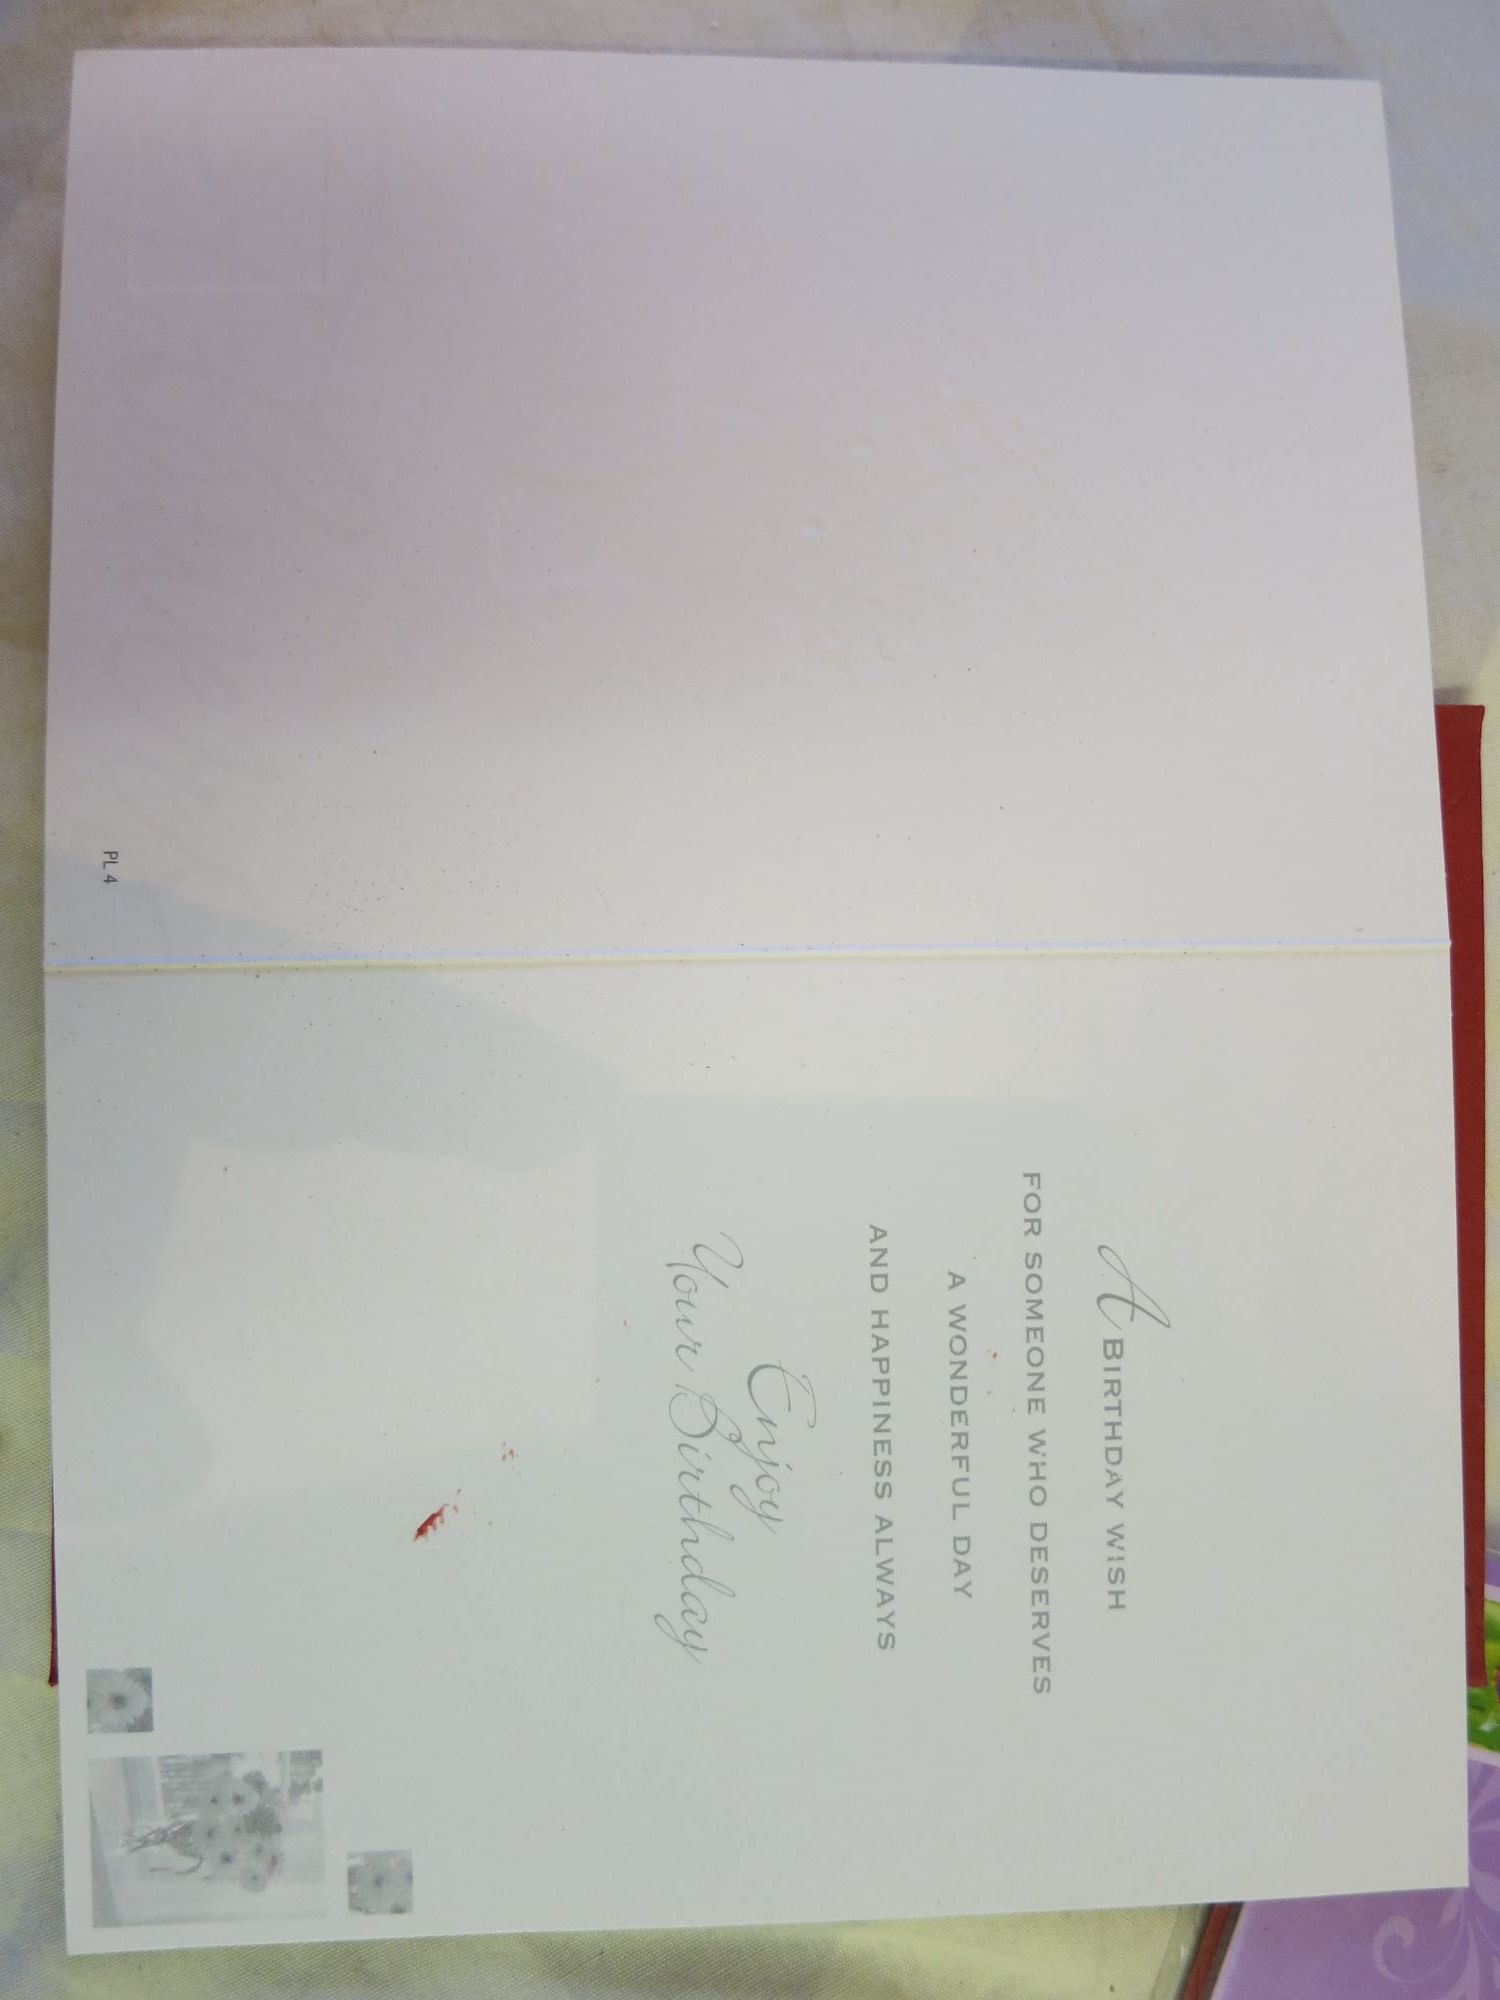 PL 4
A BIRTHDAY WISH
FOR SOMEONE WHO DESERVES
A WONDERFUL DAY
AND HAPPINESS ALWAYS
Enjoy
Your Birthday